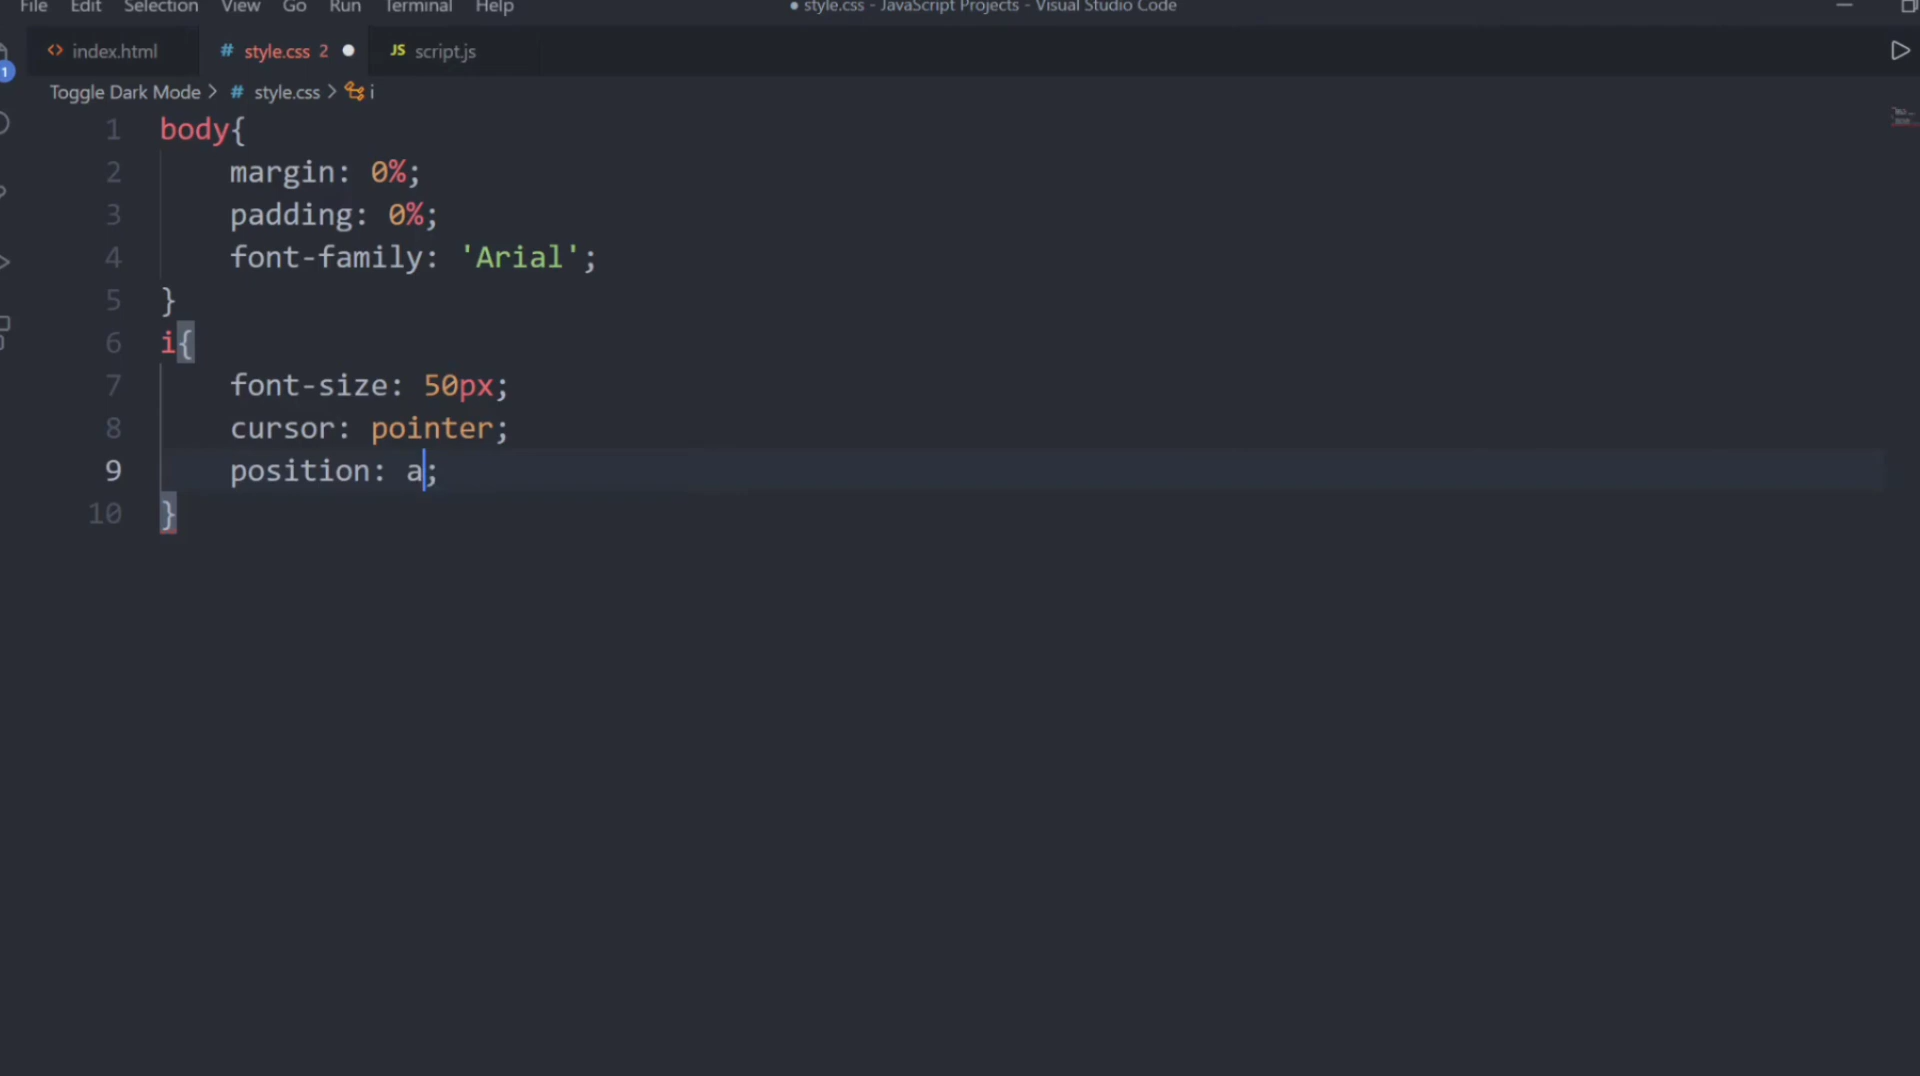 File Edit Selection View Go Run Terminal Help ● style.css - JavaScript Projects - Visual Studio Code
<> index.html # style.css 2 ● JS script.js
1
Toggle Dark Mode > # style.css > i
1 body{
2 margin: 0%;
3 padding: 0%;
4 font-family: 'Arial';
5 }
6 i{
7 font-size: 50px;
8 cursor: pointer;
9 position: a;
10 }